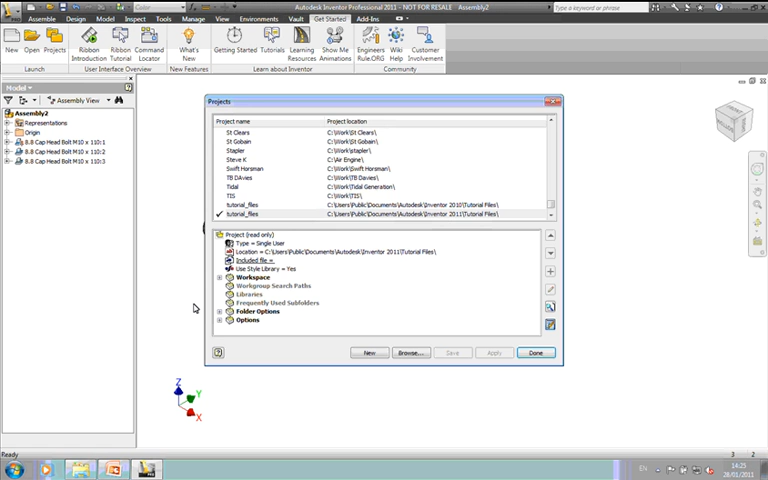 Autodesk Inventor Professional 2011 - NOT FOR RESALE Assembly2
Type a keyword or phrase
Assemble Design Model Inspect Tools Manage View Environments Vault Get Started Add-Ins
New Open Projects Ribbon Introduction Ribbon Tutorial Command Locator What's New Getting Started Tutorials Learning Resources Show Me Animations Engineers Rule.ORG Wiki Help Customer Involvement
Launch User Interface Overview New Features Learn about Inventor Community
Model
Assembly View
Assembly2
Representations
Origin
8.8 Cap Head Bolt M10 x 110:1
8.8 Cap Head Bolt M10 x 110:2
8.8 Cap Head Bolt M10 x 110:3
Projects
Project name Project location
St Clears C:\Work\St Clears\
St Gobain C:\Work\St Gobain\
Stapler C:\Work\stapler\
Steve K C:\Air Engine\
Swift Horsman C:\Work\Swift Horsman\
TB Davies C:\Work\TB DAvies\
Tidal C:\Work\Tidal Generation\
TIS C:\Work\TIS\
tutorial_files C:\Users\Public\Documents\Autodesk\Inventor 2010\Tutorial Files\
tutorial_files C:\Users\Public\Documents\Autodesk\Inventor 2011\Tutorial Files\
Project (read only)
Type = Single User
Location = C:\Users\Public\Documents\Autodesk\Inventor 2011\Tutorial Files\
Included file =
Use Style Library = Yes
Workspace
Workgroup Search Paths
Libraries
Frequently Used Subfolders
Folder Options
Options
New Browse... Save Apply Done
Z
Y
X
Ready 3 2
EN 14:25
28/01/2011